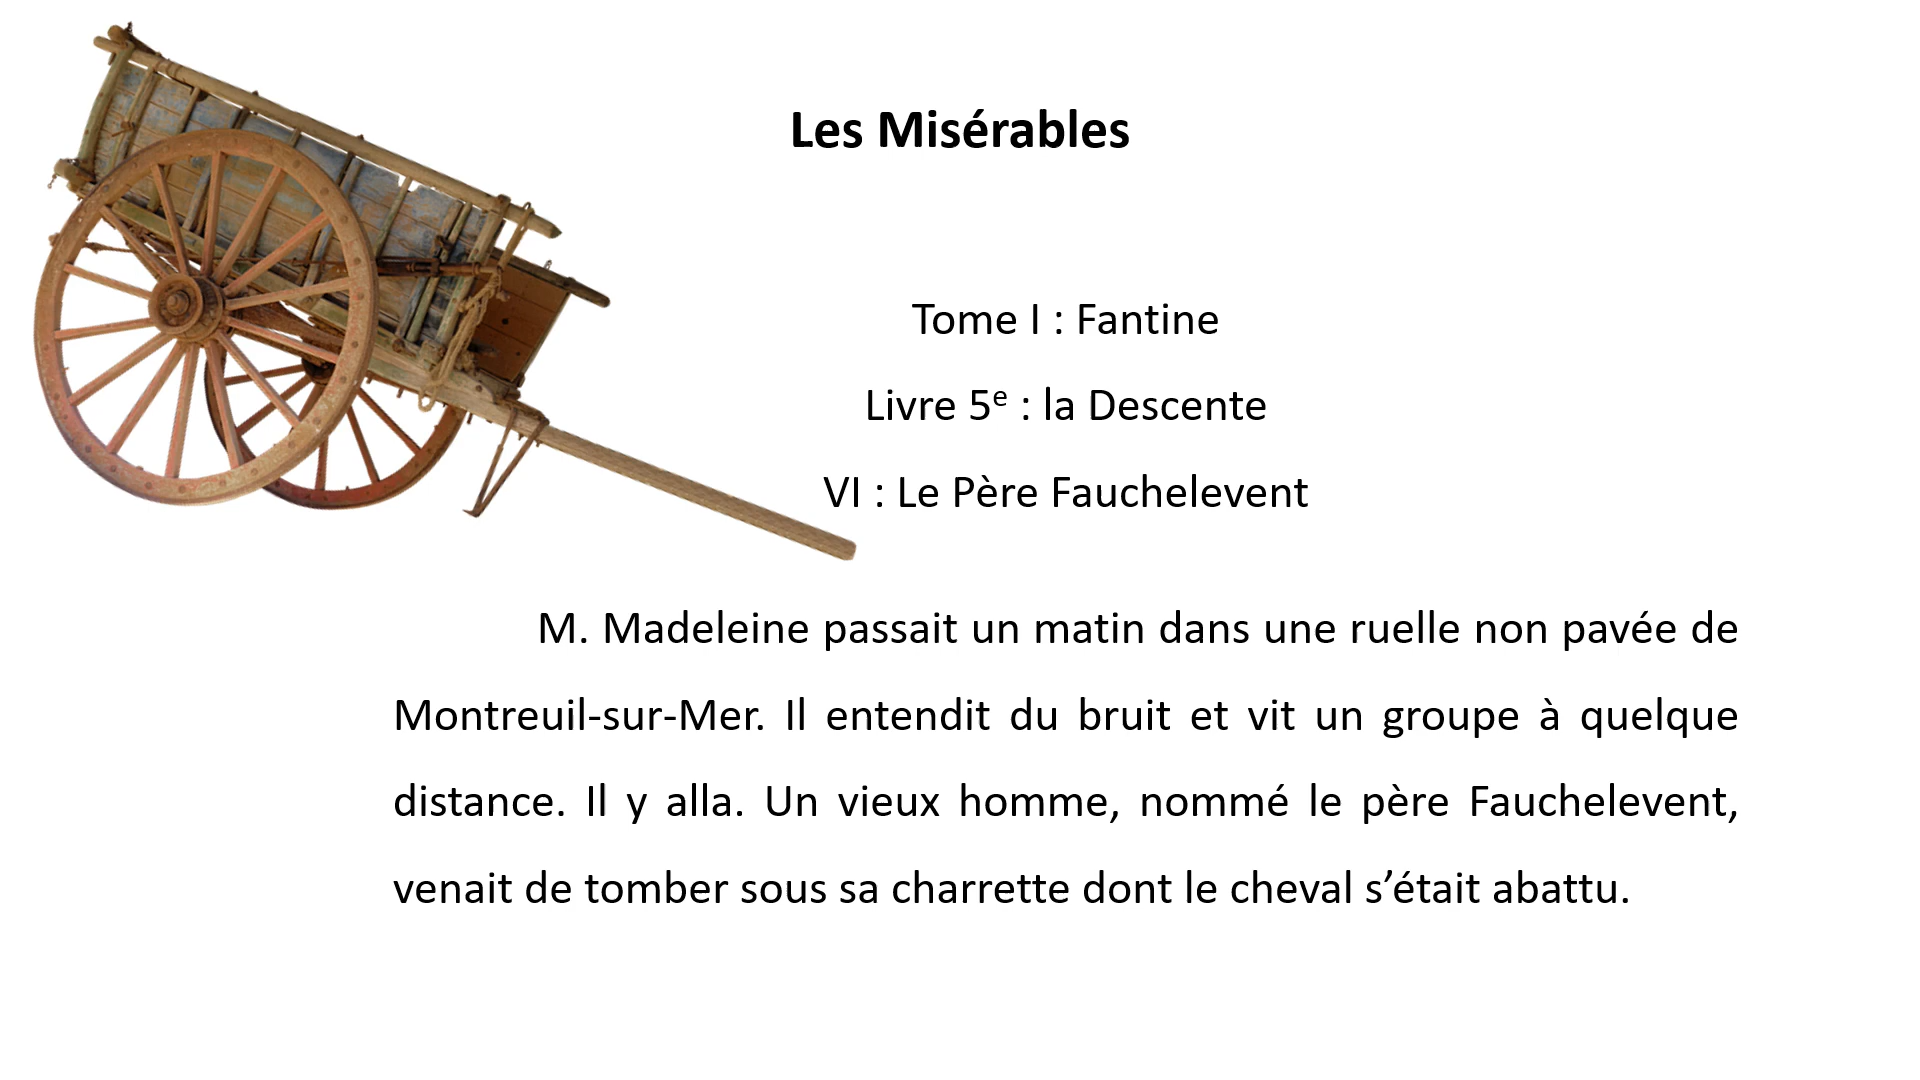 Les Misérables
Tome I : Fantine
Livre 5e : la Descente
VI : Le Père Fauchelevent
M. Madeleine passait un matin dans une ruelle non pavée de
Montreuil-sur-Mer. Il entendit du bruit et vit un groupe à quelque
distance. Il y alla. Un vieux homme, nommé le père Fauchelevent,
venait de tomber sous sa charrette dont le cheval s’était abattu.